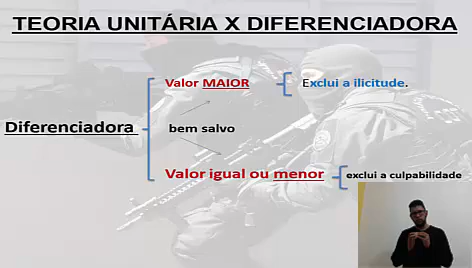 TEORIA UNITÁRIA X DIFERENCIADORA
Valor MAIOR Exclui a ilicitude.
Diferenciadora bem salvo
Valor igual ou menor exclui a culpabilidade